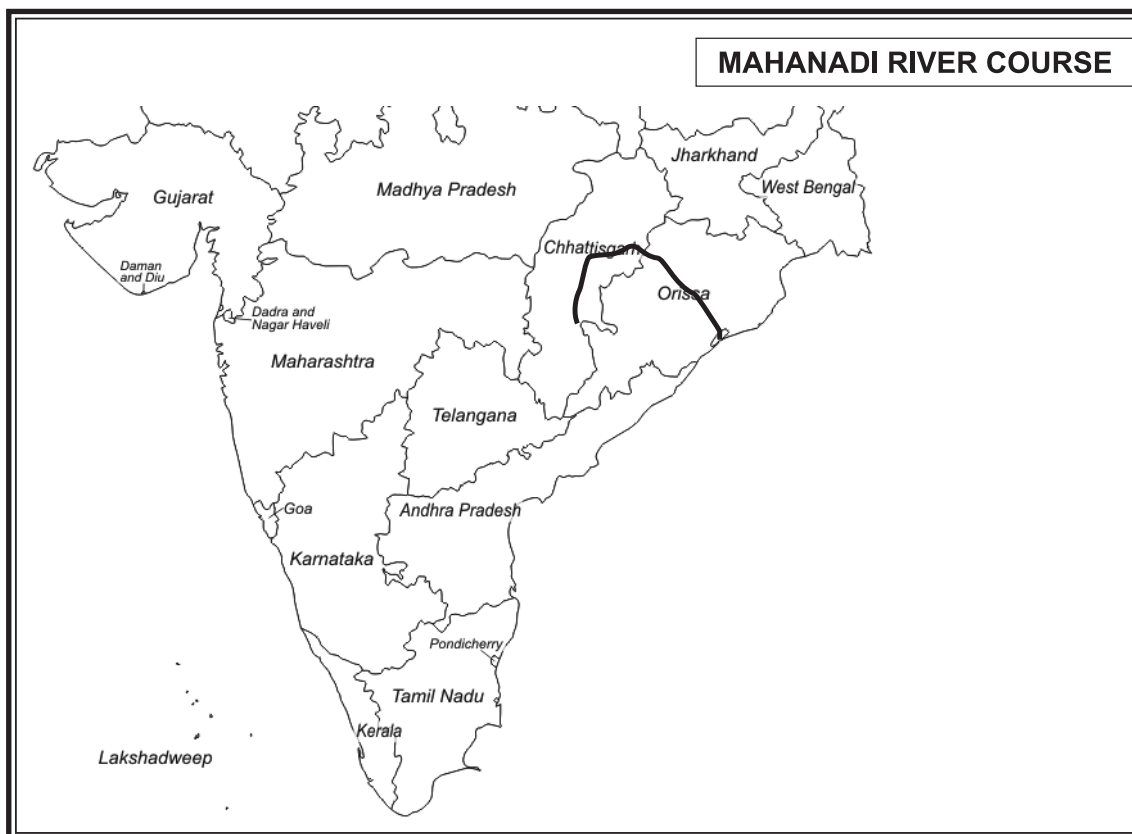 MAHANADI RIVER COURSE
Jharkhand
West Bengal
Madhya Pradesh
Gujarat
Chhattisgarh
Daman
and Diu
Orissa
Dadra and
Nagar Haveli
Maharashtra
Telangana
Goa
Andhra Pradesh
Karnataka
Pondicherry
Tamil Nadu
Kerala
Lakshadweep